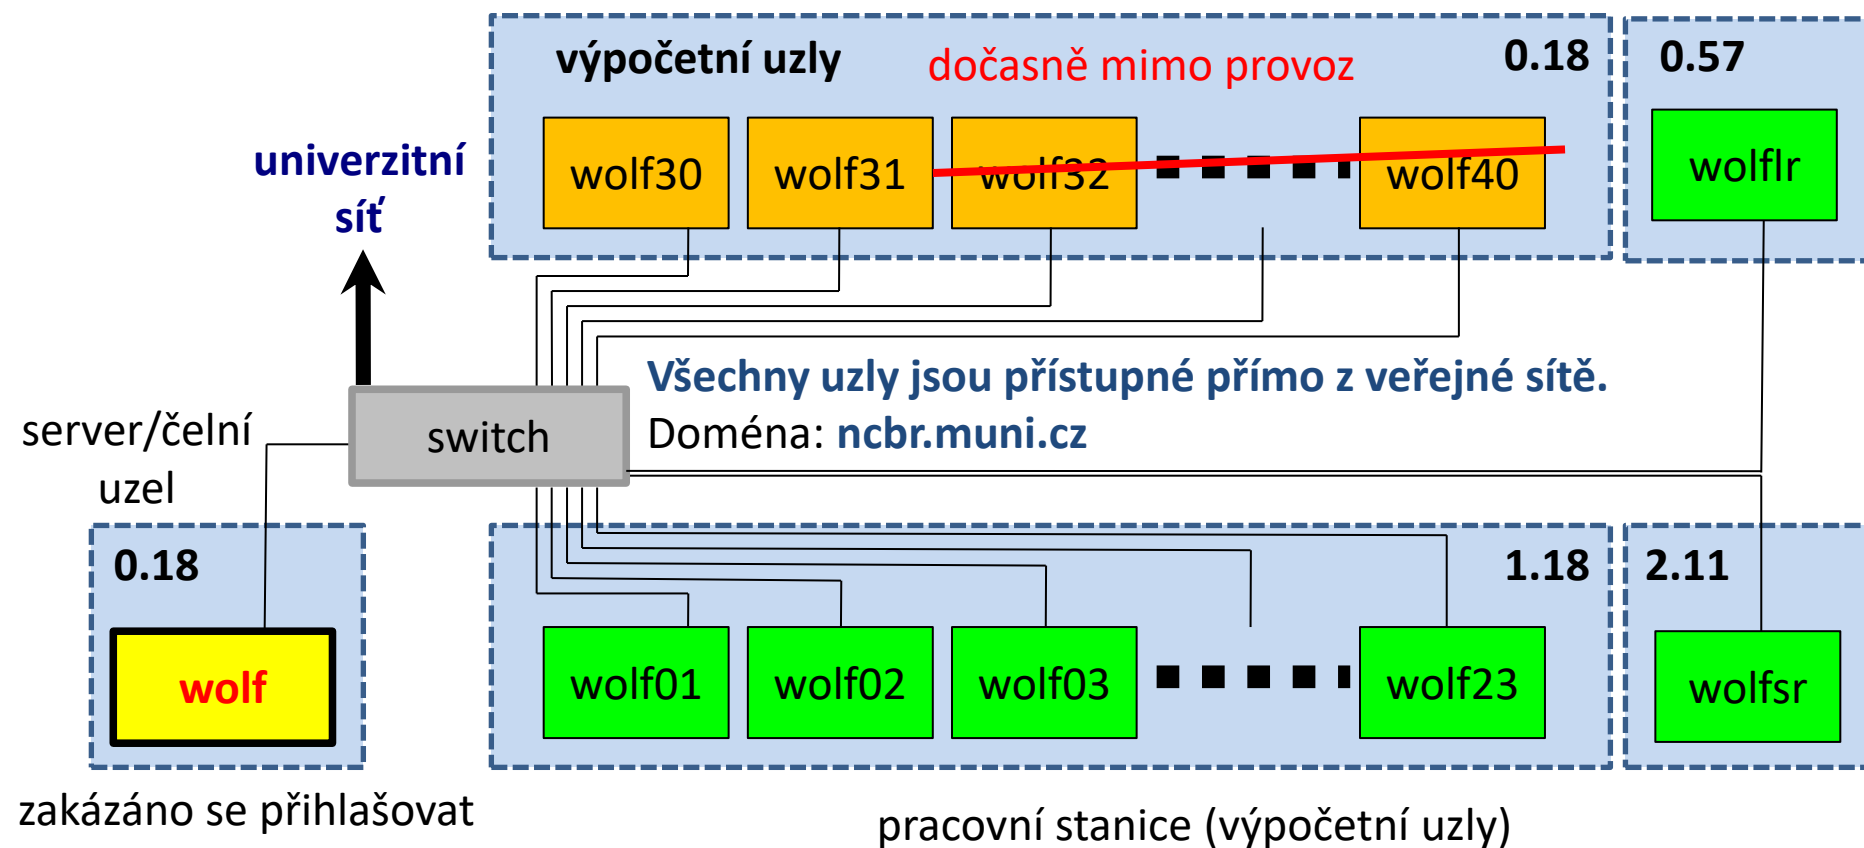 výpočetní uzly
dočasně mimo provoz
0.18
0.57
wolf30
wolf31
wolf32
wolf40
wolflr
univerzitní
síť
Všechny uzly jsou přístupné přímo z veřejné sítě.
Doména: ncbr.muni.cz
switch
server/čelní
uzel
0.18
1.18
2.11
wolf
wolf01
wolf02
wolf03
wolf23
wolfsr
zakázáno se přihlašovat
pracovní stanice (výpočetní uzly)